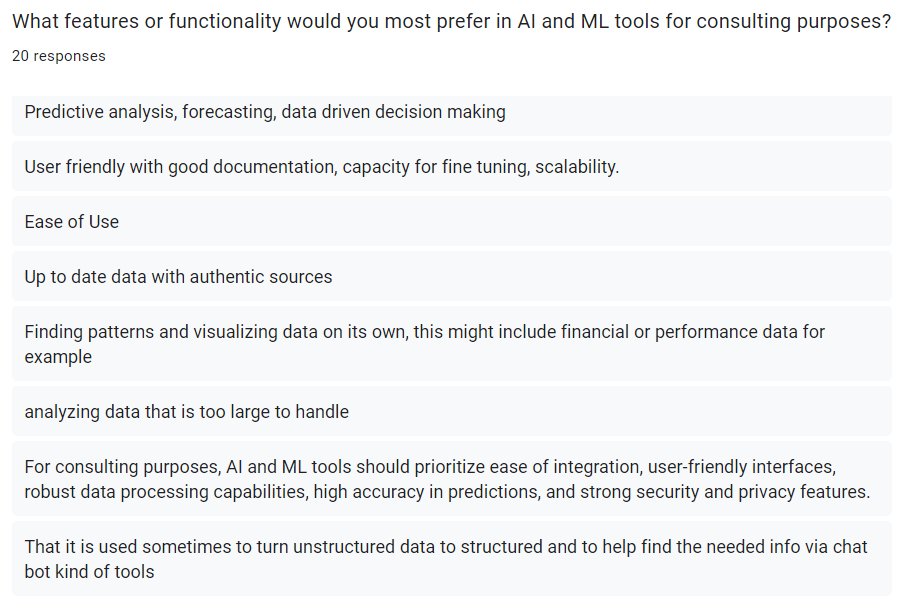 What features or functionality would you most prefer in AI and ML tools for consulting purposes?
20 responses
Predictive analysis, forecasting, data driven decision making
User friendly with good documentation, capacity for fine tuning, scalability.
Ease of Use
Up to date data with authentic sources
Finding patterns and visualizing data on its own, this might include financial or performance data for
example
analyzing data that is too large to handle
For consulting purposes, AI and ML tools should prioritize ease of integration, user-friendly interfaces,
robust data processing capabilities, high accuracy in predictions, and strong security and privacy features.
That it is used sometimes to turn unstructured data to structured and to help find the needed info via chat
bot kind of tools